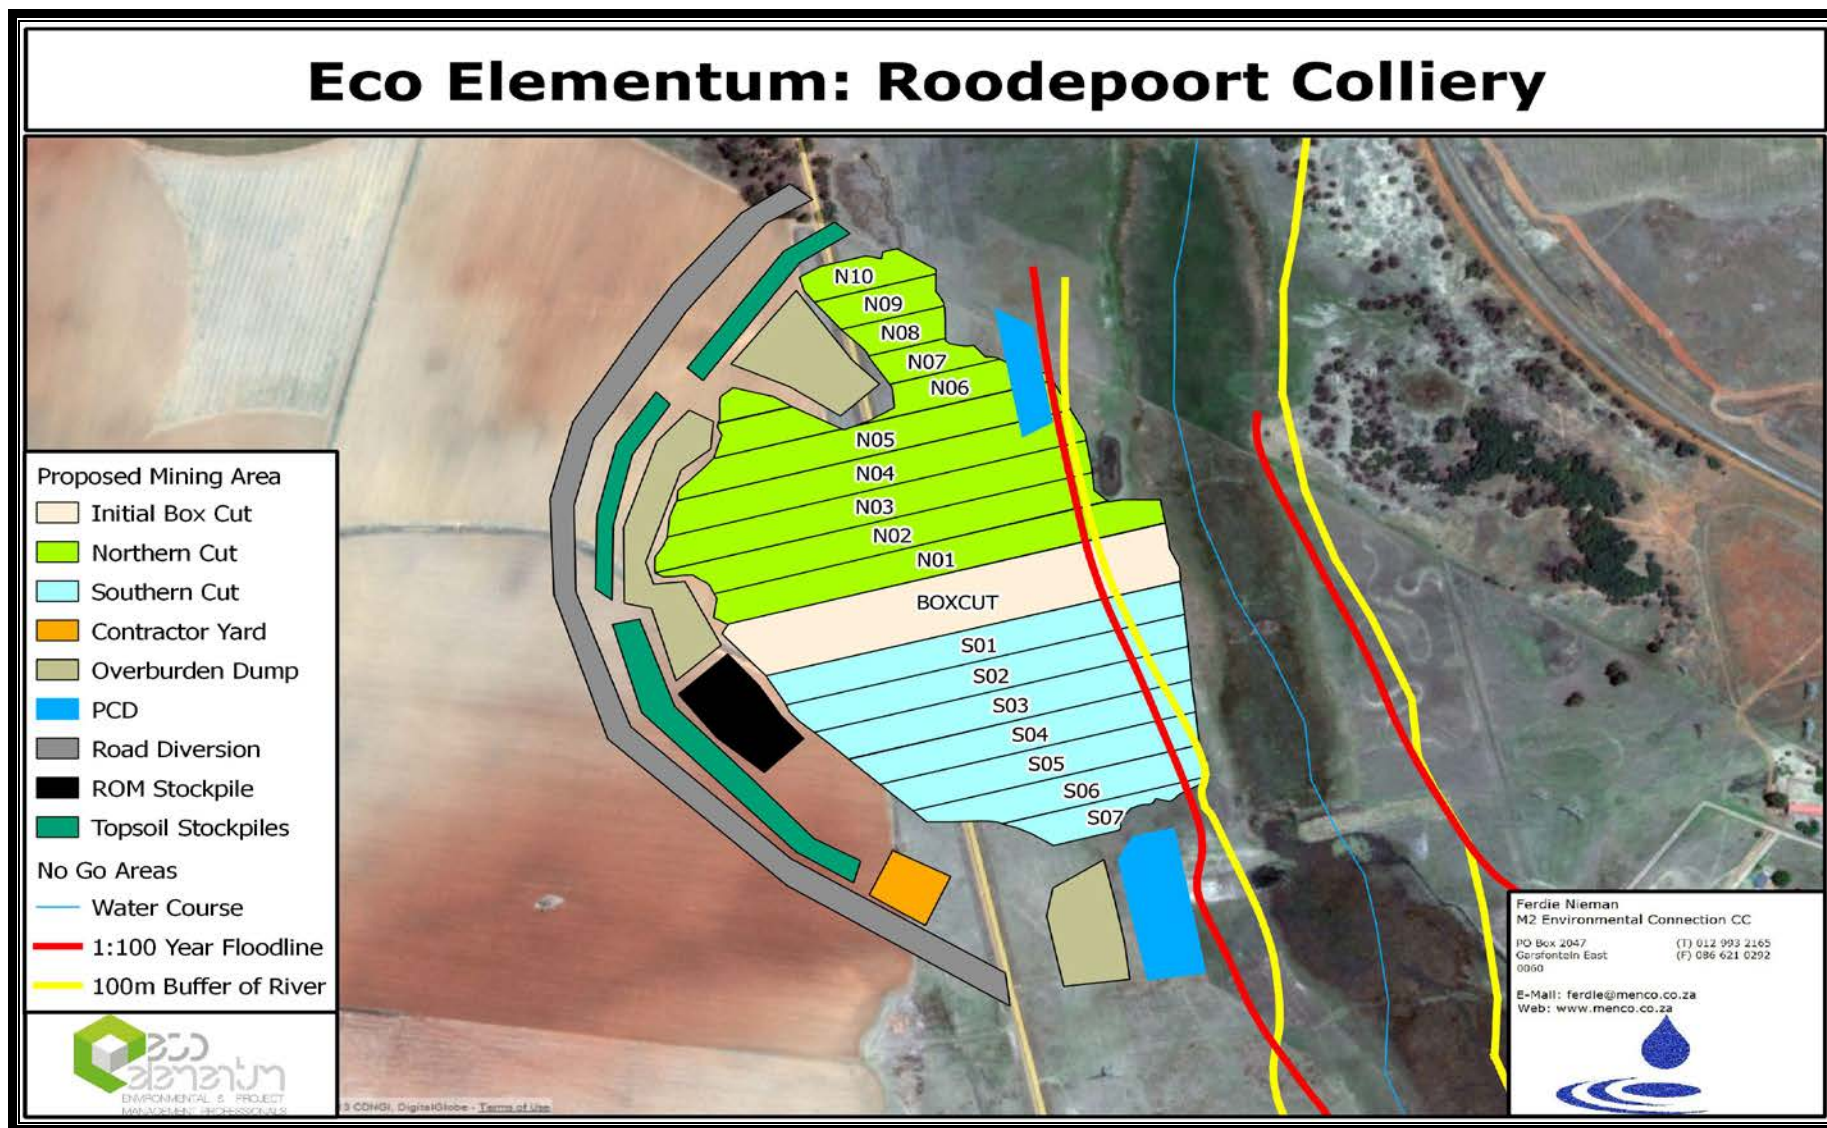 Eco Elementum: Roodepoort Colliery
N10
N09
N08
N07
N06
N05
N04
N03
N02
N01
BOXCUT
S01
S02
S03
S04
S05
S06
S07
Proposed Mining Area
Initial Box Cut
Northern Cut
Southern Cut
Contractor Yard
Overburden Dump
PCD
Road Diversion
ROM Stockpile
Topsoil Stockpiles
No Go Areas
Water Course
1:100 Year Floodline
100m Buffer of River
eco
elementum
ENVIRONMENTAL & PROJECT
MANAGEMENT PROFESSIONALS
CDNGI, DigitalGlobe - Terms of Use
Ferdie Nieman
M2 Environmental Connection CC
PO Box 2047 (T) 012 993 2165
Garsfontein East (F) 086 621 0292
0060
E-Mail: ferdie@menco.co.za
Web: www.menco.co.za